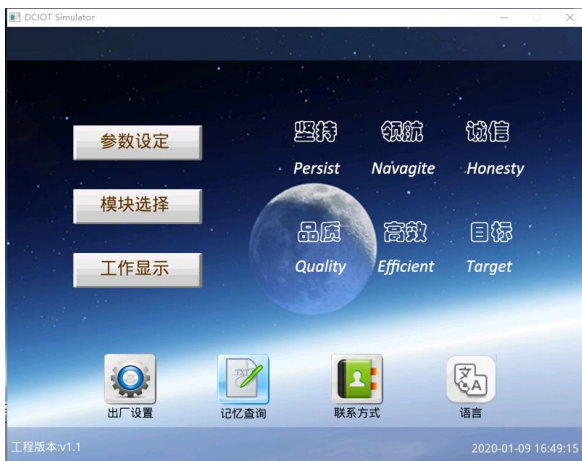 DCIOT Simulator
参数设定
坚持 领航 诚信
Persist Navagite Honesty
模块选择
品质 高效 目标
工作显示
Quality Efficient Target
TXT
文 A
出厂设置 记忆查询 联系方式 语言
工程版本:v1.1
2020-01-09 16:49:15